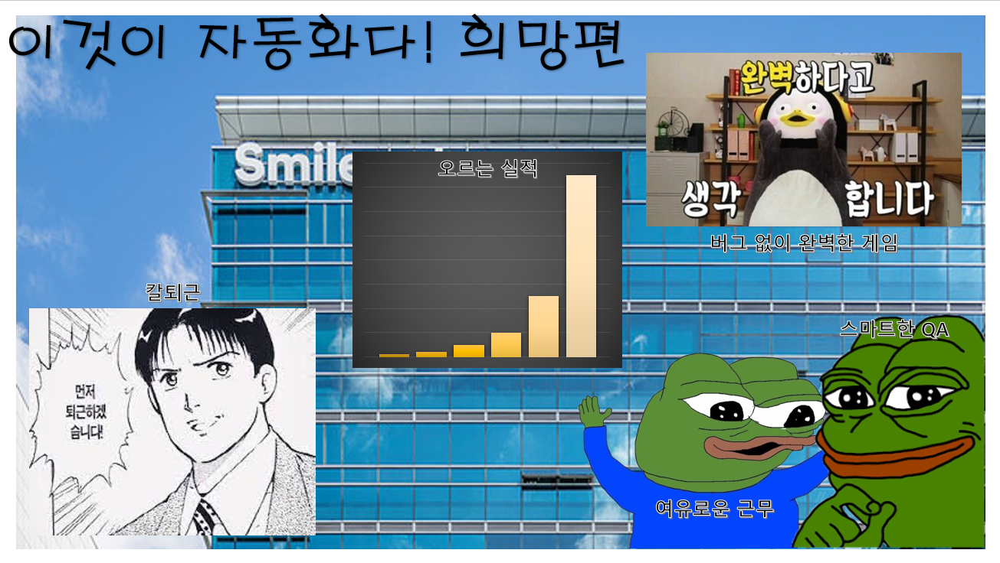 이것이 자동화다! 희망편
완벽하다고
생각 합니다
버그 없이 완벽한 게임
Smile
오르는 실적
칼퇴근
먼저
퇴근하겠
습니다!
스마트한 QA
여유로운 근무